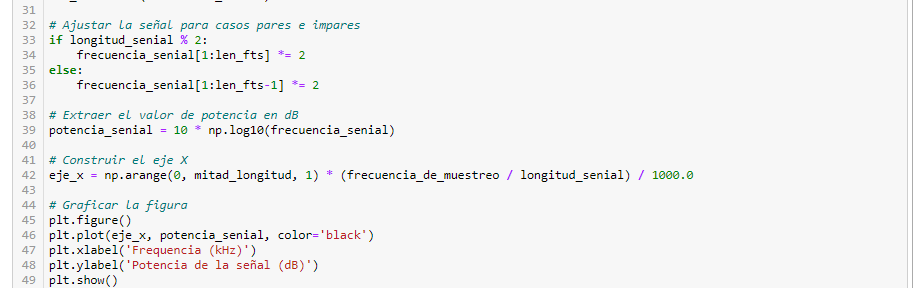 31
32 # Ajustar la señal para casos pares e impares
33 if longitud_senial % 2:
34     frecuencia_senial[1:len_fts] *= 2
35 else:
36     frecuencia_senial[1:len_fts-1] *= 2
37
38 # Extraer el valor de potencia en dB
39 potencia_senial = 10 * np.log10(frecuencia_senial)
40
41 # Construir el eje X
42 eje_x = np.arange(0, mitad_longitud, 1) * (frecuencia_de_muestreo / longitud_senial) / 1000.0
43
44 # Graficar la figura
45 plt.figure()
46 plt.plot(eje_x, potencia_senial, color='black')
47 plt.xlabel('Frequencia (kHz)')
48 plt.ylabel('Potencia de la señal (dB)')
49 plt.show()